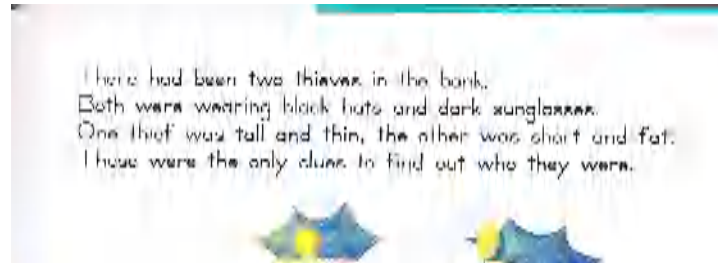 There had been two thieves in the bank.
Both were wearing black hats and dark sunglasses.
One thief was tall and thin, the other was short and fat.
These were the only clues to find out who they were.